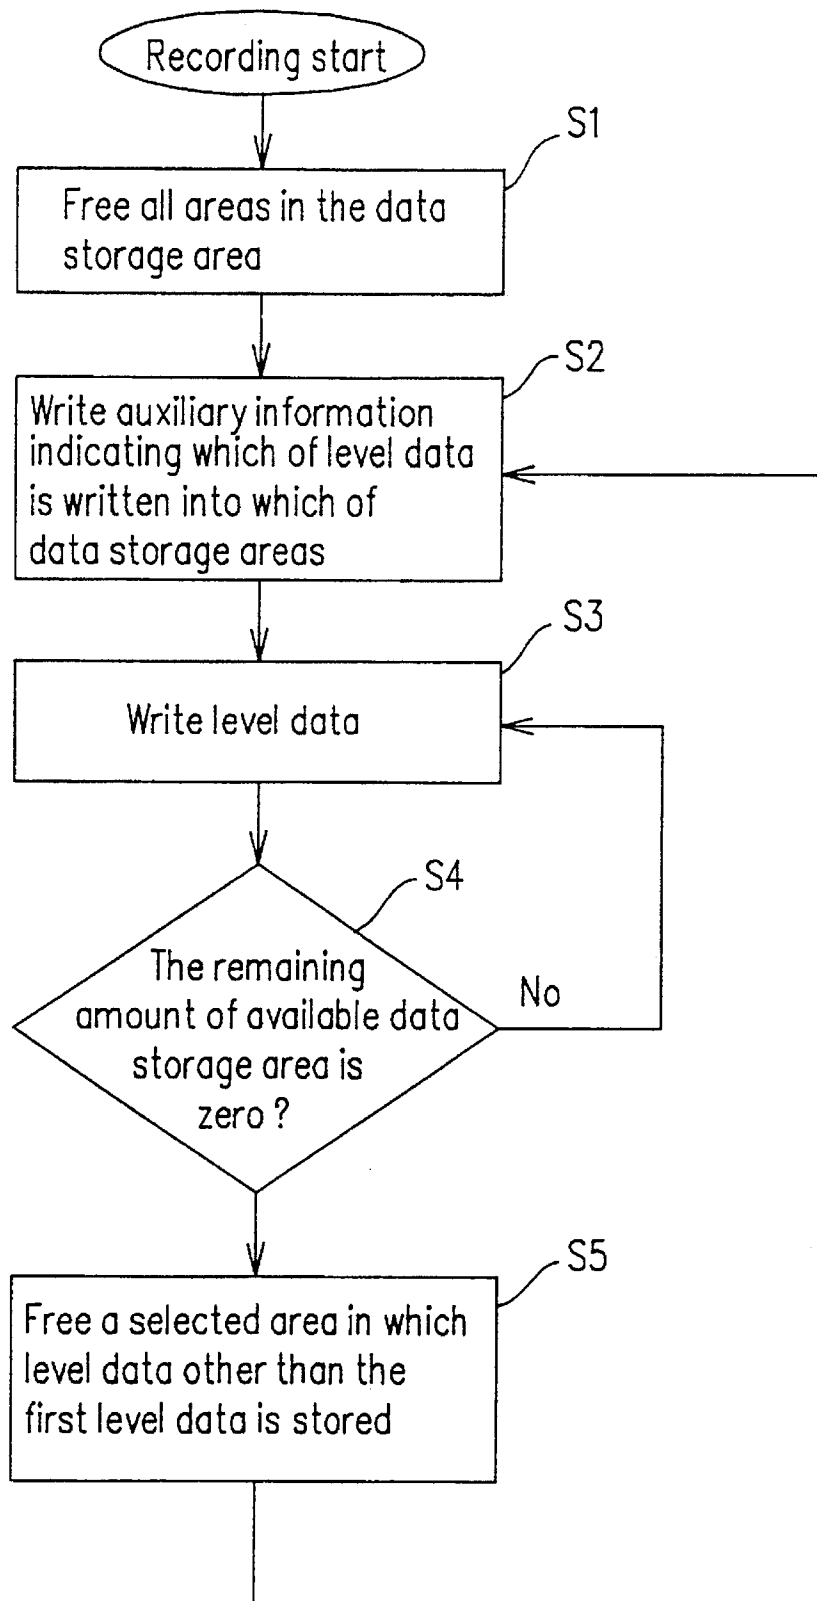 Recording start
S1
Free all areas in the data
storage area
S2
Write auxiliary information
indicating which of level data
is written into which of
data storage areas
S3
Write level data
S4
The remaining
amount of available data
storage area is
zero ?
No
S5
Free a selected area in which
level data other than the
first level data is stored